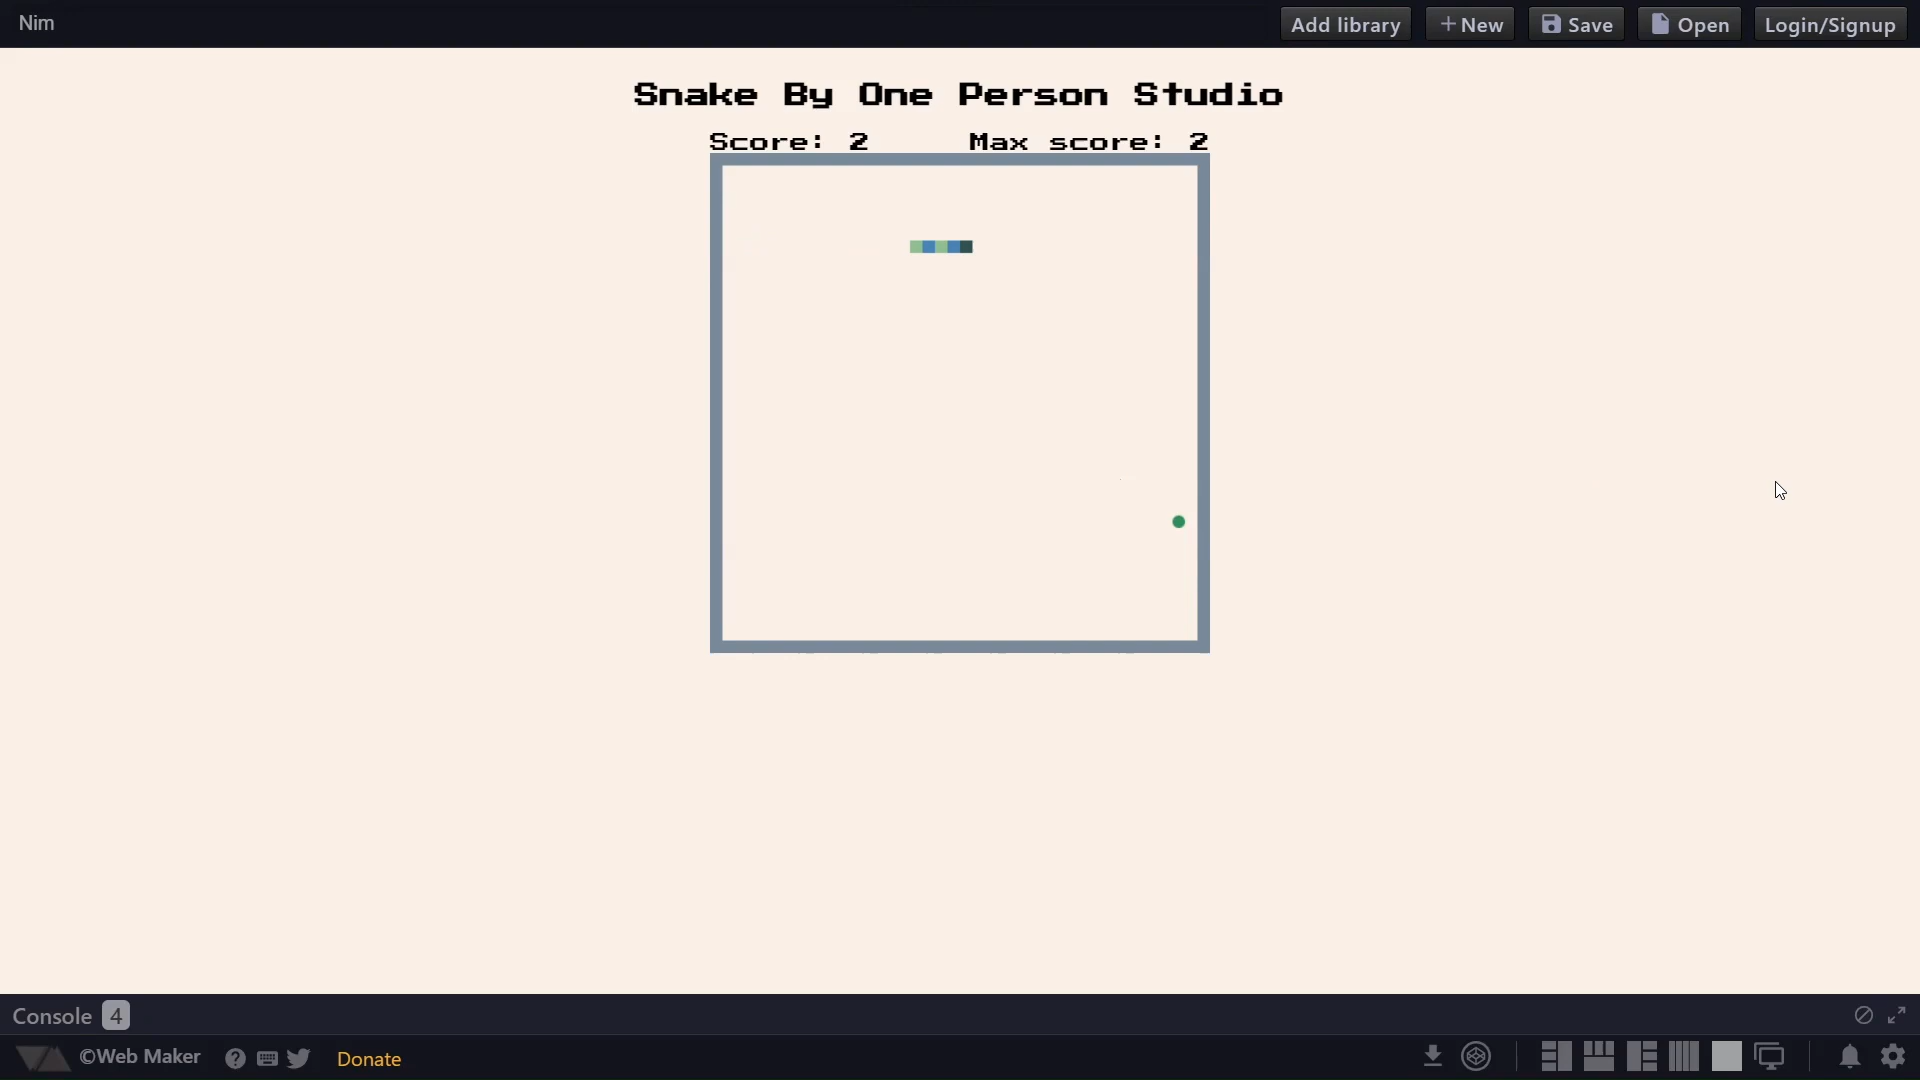 Nim
Add library
+ New
Save
Open
Login/Signup
Snake By One Person Studio
Score: 2
Max score: 2
Console 4
©Web Maker
?
Donate